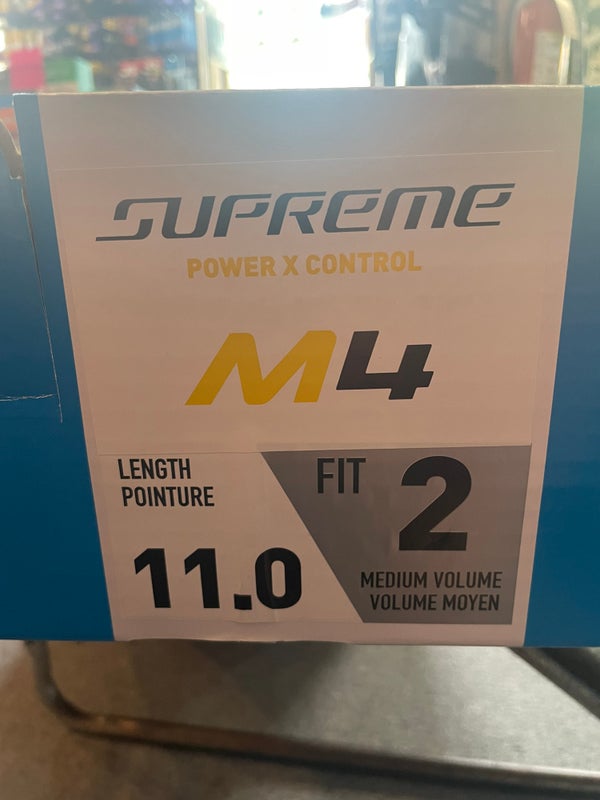 SUPREME
POWER X CONTROL
M4
LENGTH
POINTURE
11.0
FIT 2
MEDIUM VOLUME
VOLUME MOYEN